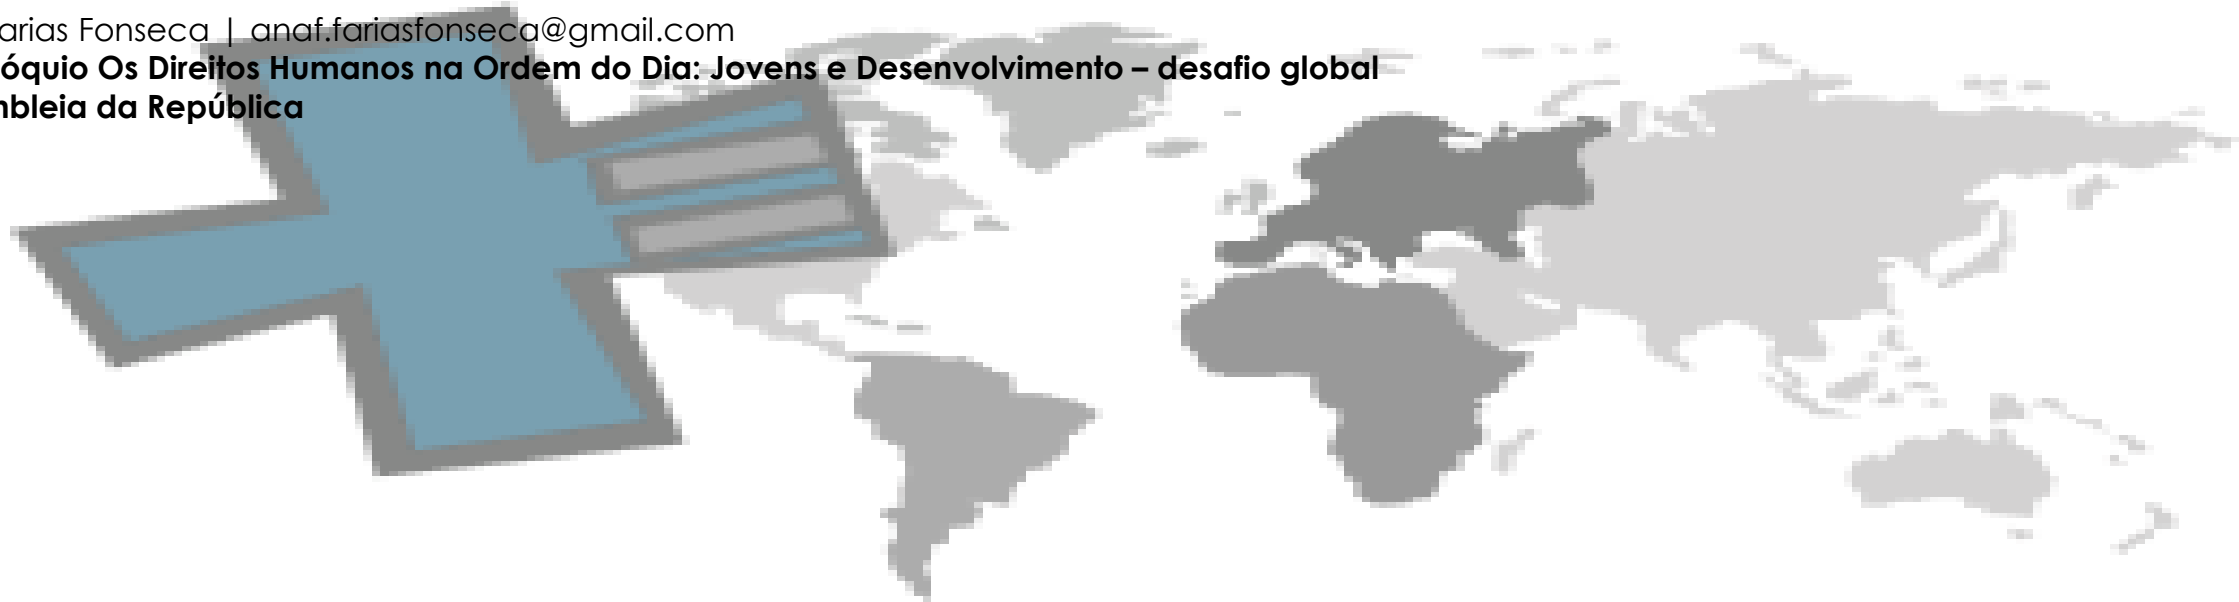 arias Fonseca | anaf.fariasfonseca@gmail.com
óquio Os Direitos Humanos na Ordem do Dia: Jovens e Desenvolvimento – desafio global
mbleia da República